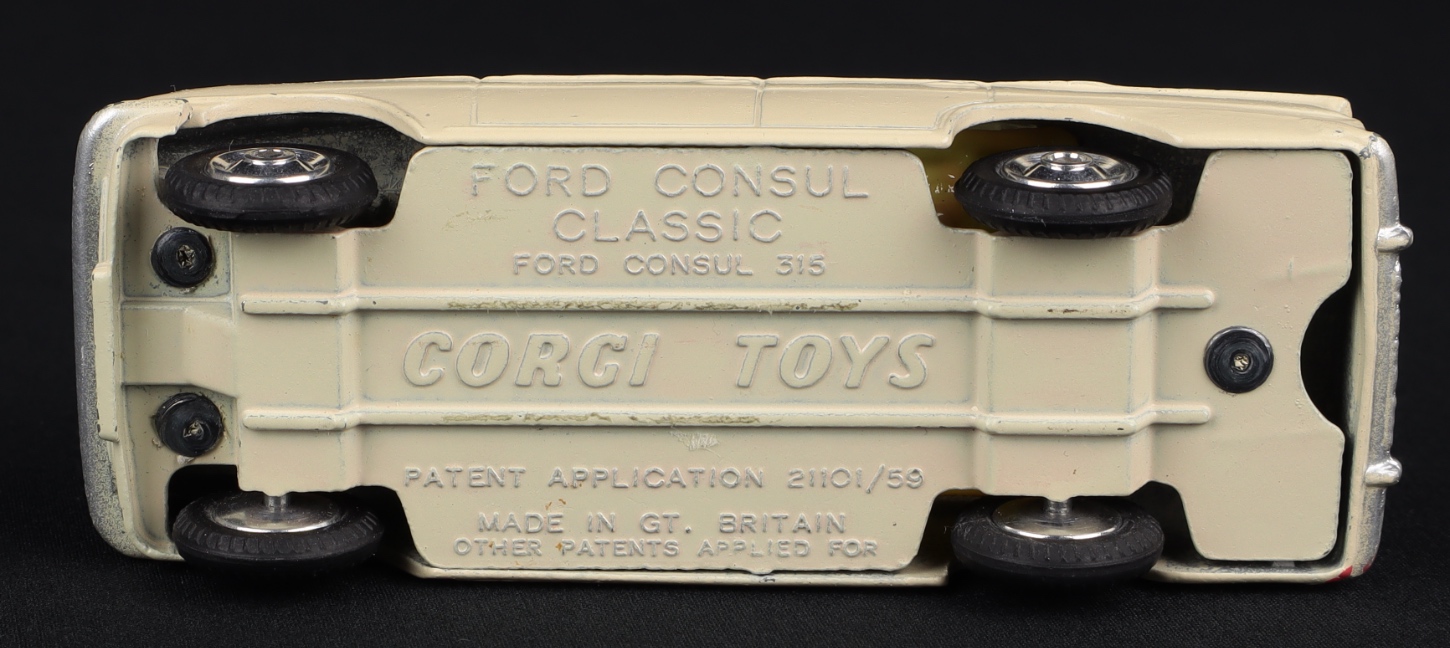 FORD CONSUL
CLASSIC
FORD CONSUL 315
CORGI TOYS
PATENT APPLICATION 21101/59
MADE IN GT. BRITAIN
OTHER PATENTS APPLIED FOR